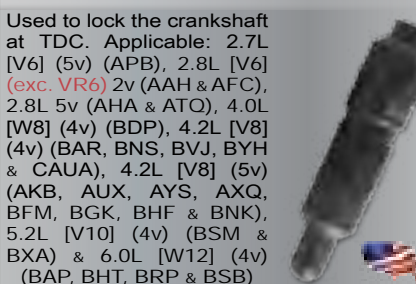 Used to lock the crankshaft
at TDC. Applicable: 2.7L
[V6] (5v) (APB), 2.8L [V6]
(exc. VR6) 2v (AAH & AFC),
2.8L 5v (AHA & ATQ), 4.0L
[W8] (4v) (BDP), 4.2L [V8]
(4v) (BAR, BNS, BVJ, BYH
& CAUA), 4.2L [V8] (5v)
(AKB, AUX, AYS, AXQ,
BFM, BGK, BHF & BNK),
5.2L [V10] (4v) (BSM &
BXA) & 6.0L [W12] (4v)
(BAP, BHT, BRP & BSB)